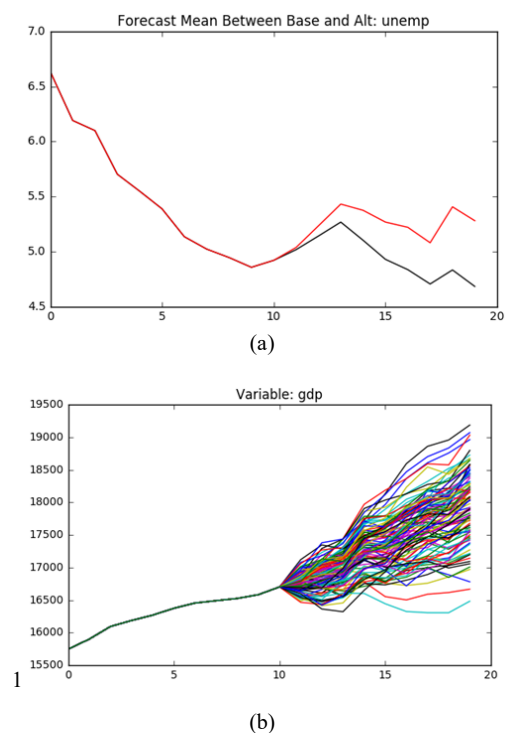 Forecast Mean Between Base and Alt: unemp
7.0
6.5
6.0
5.5
5.0
4.5
0 5 10 15 20
(a)
Variable: gdp
19500
19000
18500
18000
17500
17000
16500
16000
15500
0 5 10 15 20
1
(b)